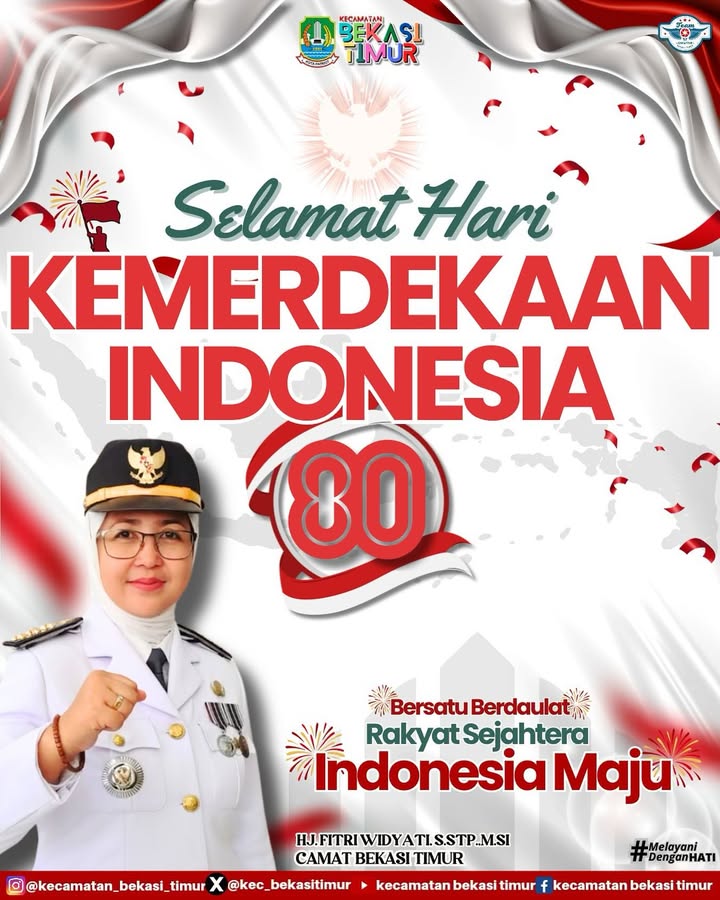 KECAMATAN
BEKASI
TIMUR
Team
Selamat Hari
KEMERDEKAAN
INDONESIA
80
Bersatu Berdaulat
Rakyat Sejahtera
Indonesia Maju
HJ. FITRI WIDYATI. S.STP.,M.SI
CAMAT BEKASI TIMUR
#Melayani
DenganHATI
@kecamatan_bekasi_timur @kec_bekasitimur kecamatan bekasi timur kecamatan bekasi timur